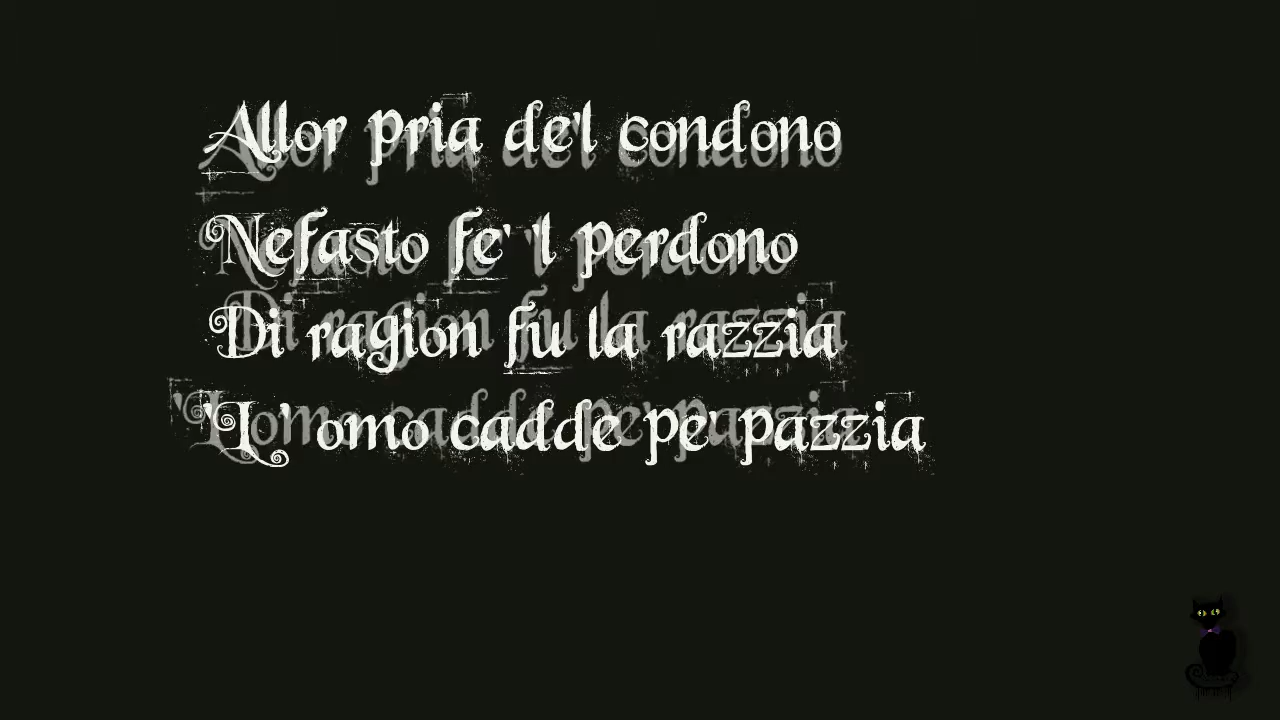 Allor pria de'l condono
Nefasto fe' 'l perdono
Di ragion fu la razzia
'L' omo cadde pe' pazzia